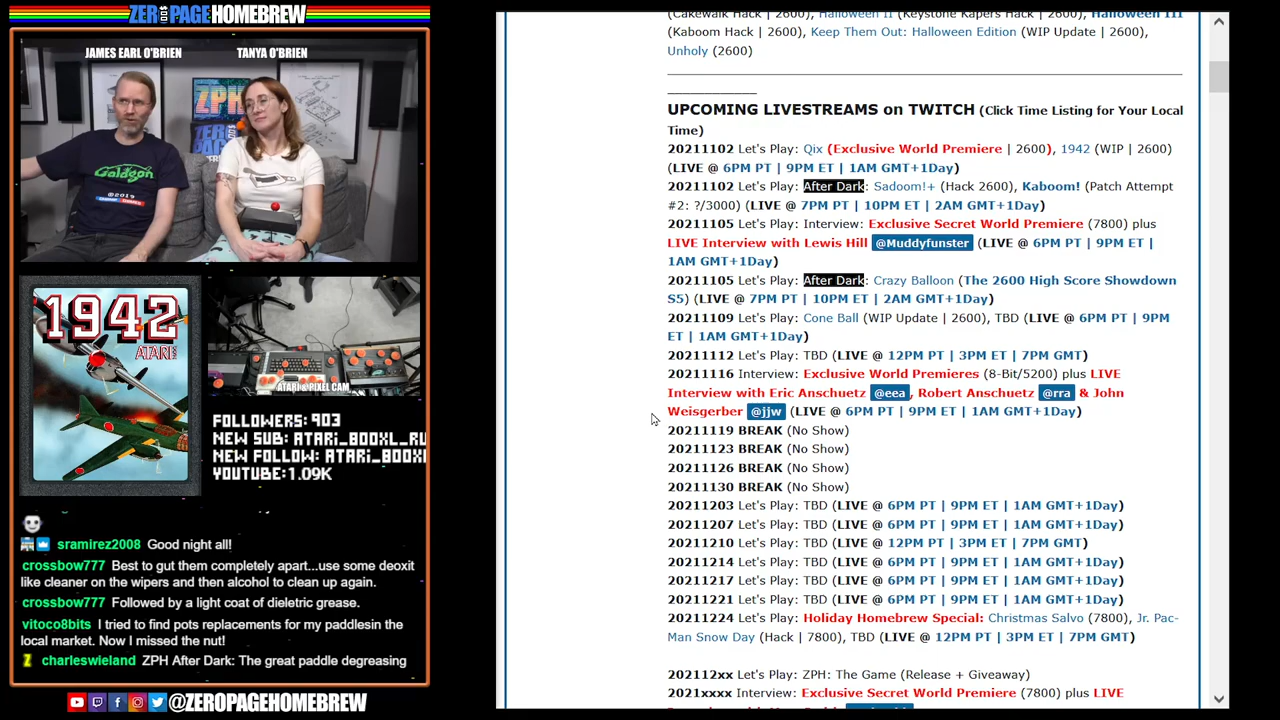 ZERO PAGE HOMEBREW
JAMES EARL O'BRIEN
TANYA O'BRIEN
ZPH
Galagon
©2019
1942
ATARI
ATARI & PIXEL CAM
FOLLOWERS: 903
NEW SUB: ATARI_800XL_RU
NEW FOLLOW: ATARI_800XL
YOUTUBE: 1.09K
sramirez2008 Good night all!
crossbow777 Best to gut them completely apart...use some deoxit
like cleaner on the wipers and then alcohol to clean up again.
crossbow777 Followed by a light coat of dieletric grease.
vitoco8bits I tried to find pots replacements for my paddlesin the
local market. Now I missed the nut!
charleswieland ZPH After Dark: The great paddle degreasing
@ZEROPAGEHOMEBREW
(Cakewalk Hack | 2600), Halloween II (Keystone Kapers Hack | 2600), Halloween III
(Kaboom Hack | 2600), Keep Them Out: Halloween Edition (WIP Update | 2600),
Unholy (2600)
UPCOMING LIVESTREAMS on TWITCH (Click Time Listing for Your Local
Time)
20211102 Let's Play: Qix (Exclusive World Premiere | 2600), 1942 (WIP | 2600)
(LIVE @ 6PM PT | 9PM ET | 1AM GMT+1Day)
20211102 Let's Play: After Dark: Sadoom!+ (Hack 2600), Kaboom! (Patch Attempt
#2: ?/3000) (LIVE @ 7PM PT | 10PM ET | 2AM GMT+1Day)
20211105 Let's Play: Interview: Exclusive Secret World Premiere (7800) plus
LIVE Interview with Lewis Hill @Muddyfunster (LIVE @ 6PM PT | 9PM ET |
1AM GMT+1Day)
20211105 Let's Play: After Dark: Crazy Balloon (The 2600 High Score Showdown
S5) (LIVE @ 7PM PT | 10PM ET | 2AM GMT+1Day)
20211109 Let's Play: Cone Ball (WIP Update | 2600), TBD (LIVE @ 6PM PT | 9PM
ET | 1AM GMT+1Day)
20211112 Let's Play: TBD (LIVE @ 12PM PT | 3PM ET | 7PM GMT)
20211116 Interview: Exclusive World Premieres (8-Bit/5200) plus LIVE
Interview with Eric Anschuetz @eea, Robert Anschuetz @rra & John
Weisgerber @jjw (LIVE @ 6PM PT | 9PM ET | 1AM GMT+1Day)
20211119 BREAK (No Show)
20211123 BREAK (No Show)
20211126 BREAK (No Show)
20211130 BREAK (No Show)
20211203 Let's Play: TBD (LIVE @ 6PM PT | 9PM ET | 1AM GMT+1Day)
20211207 Let's Play: TBD (LIVE @ 6PM PT | 9PM ET | 1AM GMT+1Day)
20211210 Let's Play: TBD (LIVE @ 12PM PT | 3PM ET | 7PM GMT)
20211214 Let's Play: TBD (LIVE @ 6PM PT | 9PM ET | 1AM GMT+1Day)
20211217 Let's Play: TBD (LIVE @ 6PM PT | 9PM ET | 1AM GMT+1Day)
20211221 Let's Play: TBD (LIVE @ 6PM PT | 9PM ET | 1AM GMT+1Day)
20211224 Let's Play: Holiday Homebrew Special: Christmas Salvo (7800), Jr. Pac-
Man Snow Day (Hack | 7800), TBD (LIVE @ 12PM PT | 3PM ET | 7PM GMT)
202112xx Let's Play: ZPH: The Game (Release + Giveaway)
2021xxxx Interview: Exclusive Secret World Premiere (7800) plus LIVE